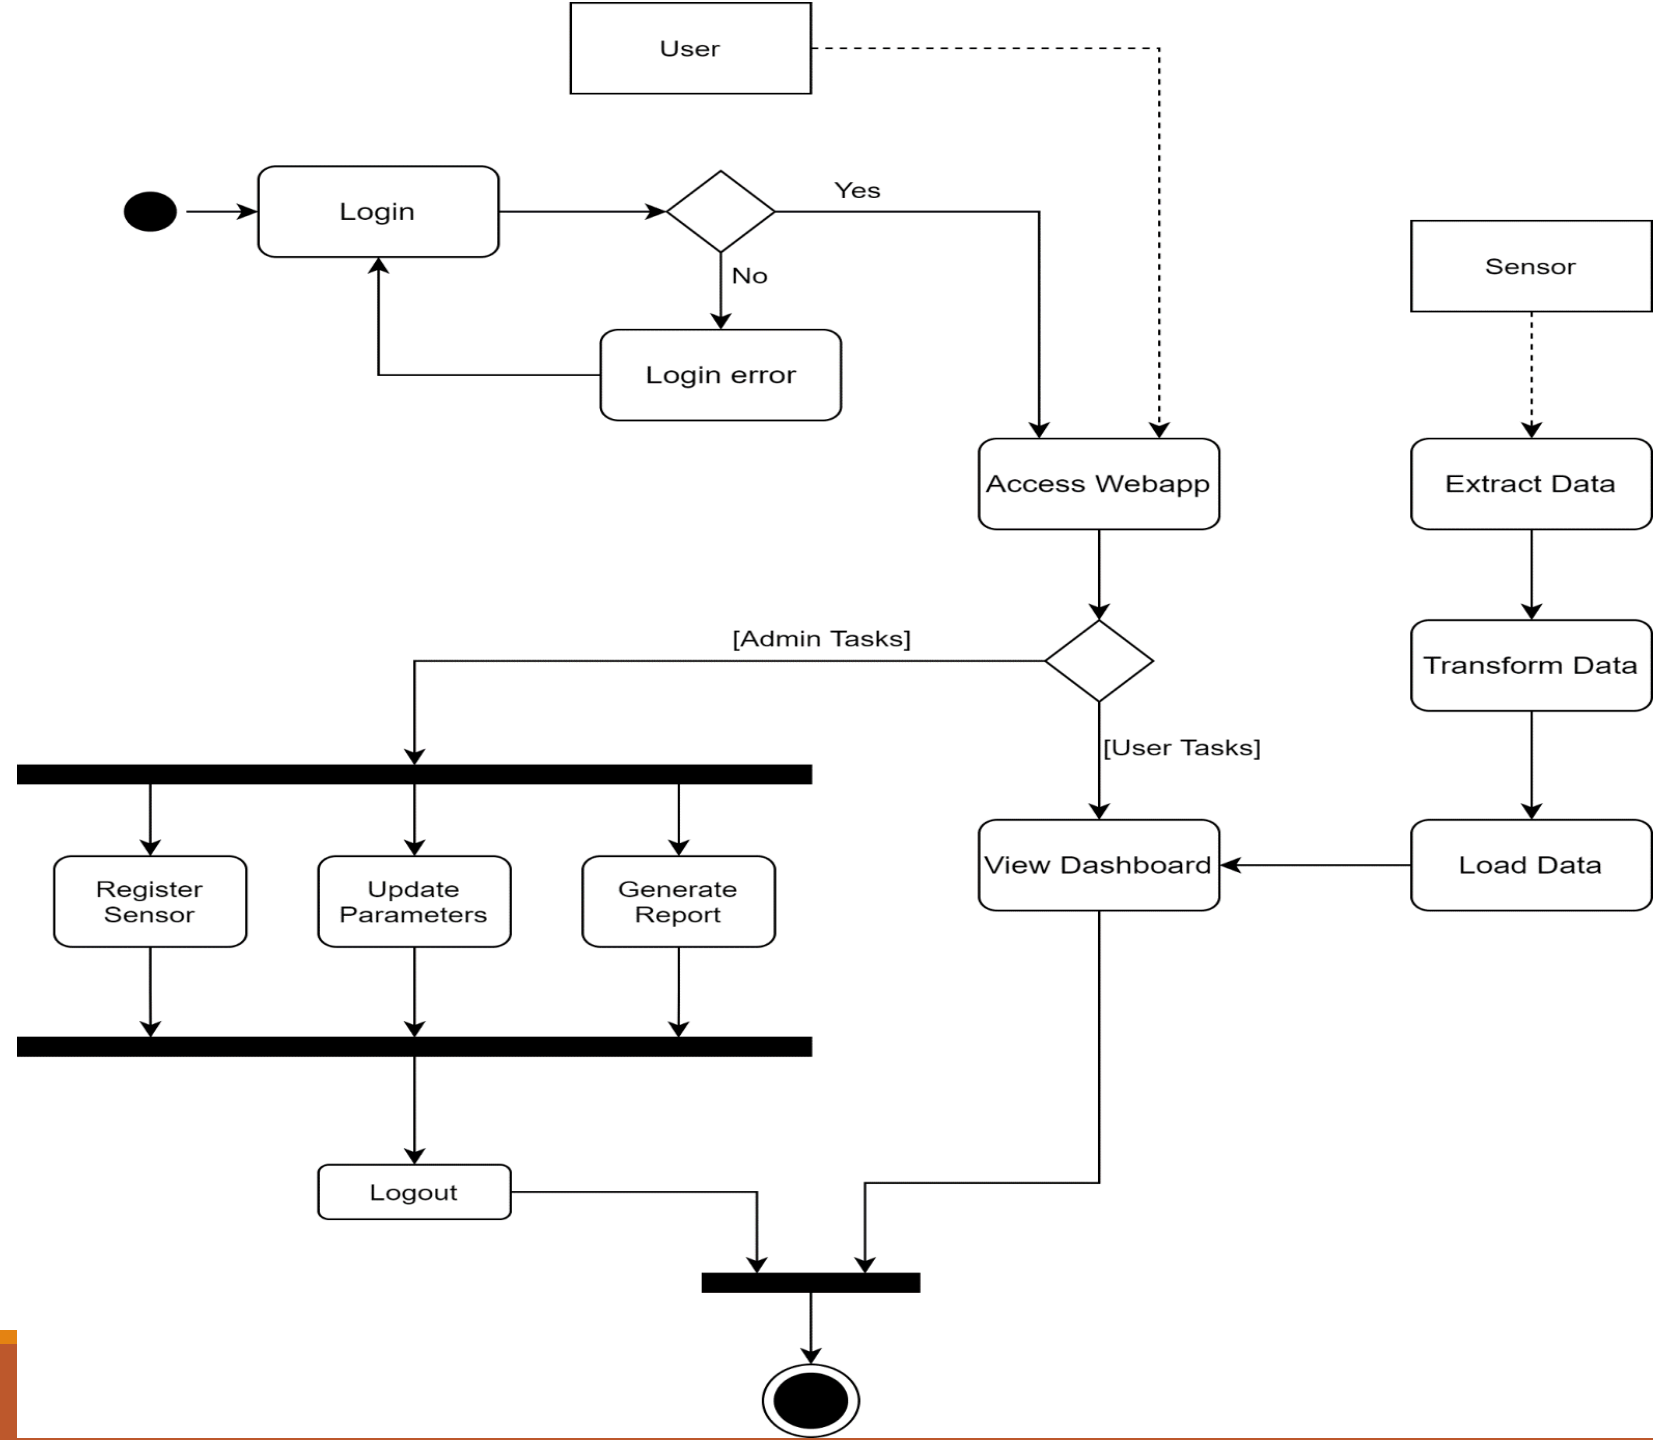 User
Login
Yes
No
Login error
Sensor
Access Webapp
Extract Data
[Admin Tasks]
Transform Data
[User Tasks]
View Dashboard
Load Data
Register
Sensor
Update
Parameters
Generate
Report
Logout